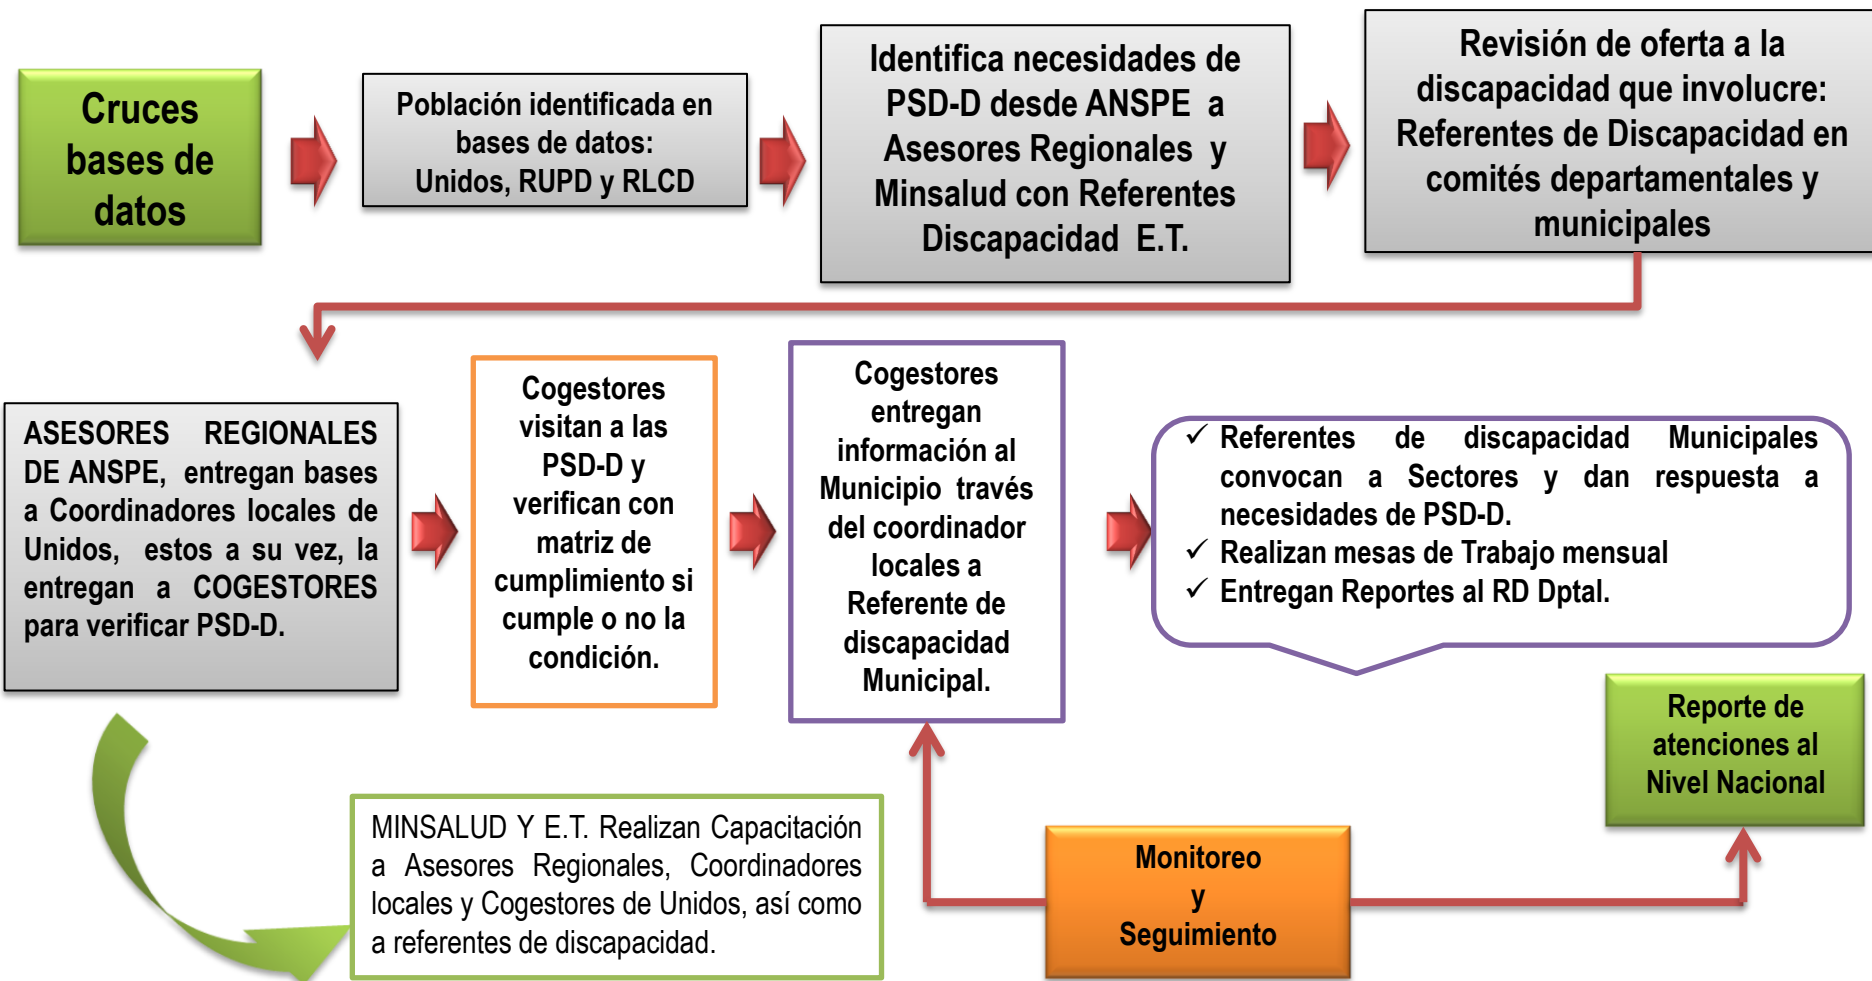 Cruces
bases de
datos
Población identificada en
bases de datos:
Unidos, RUPD y RLCD
Identifica necesidades de
PSD-D desde ANSPE a
Asesores Regionales y
Minsalud con Referentes
Discapacidad E.T.
Revisión de oferta a la
discapacidad que involucre:
Referentes de Discapacidad en
comités departamentales y
municipales
ASESORES REGIONALES
DE ANSPE, entregan bases
a Coordinadores locales de
Unidos, estos a su vez, la
entregan a COGESTORES
para verificar PSD-D.
Cogestores
visitan a las
PSD-D y
verifican con
matriz de
cumplimiento si
cumple o no la
condición.
Cogestores
entregan
información al
Municipio través
del coordinador
locales a
Referente de
discapacidad
Municipal.
✓ Referentes de discapacidad Municipales
convocan a Sectores y dan respuesta a
necesidades de PSD-D.
✓ Realizan mesas de Trabajo mensual
✓ Entregan Reportes al RD Dptal.
Reporte de
atenciones al
Nivel Nacional
MINSALUD Y E.T. Realizan Capacitación
a Asesores Regionales, Coordinadores
locales y Cogestores de Unidos, así como
a referentes de discapacidad.
Monitoreo
y
Seguimiento